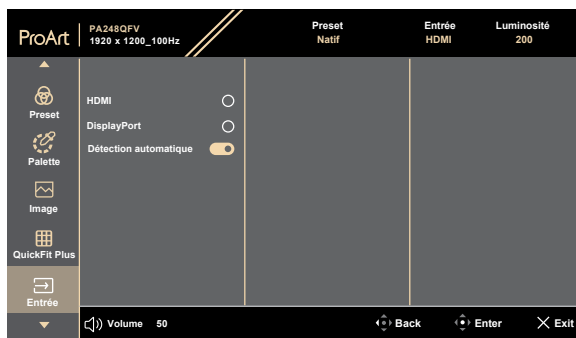 ProArt
PA248QFV
1920 x 1200_100Hz
Preset
Natif
Entrée
HDMI
Luminosité
200
Preset
Palette
Image
QuickFit Plus
Entrée
HDMI
DisplayPort
Détection automatique
Volume 50
Back
Enter
Exit